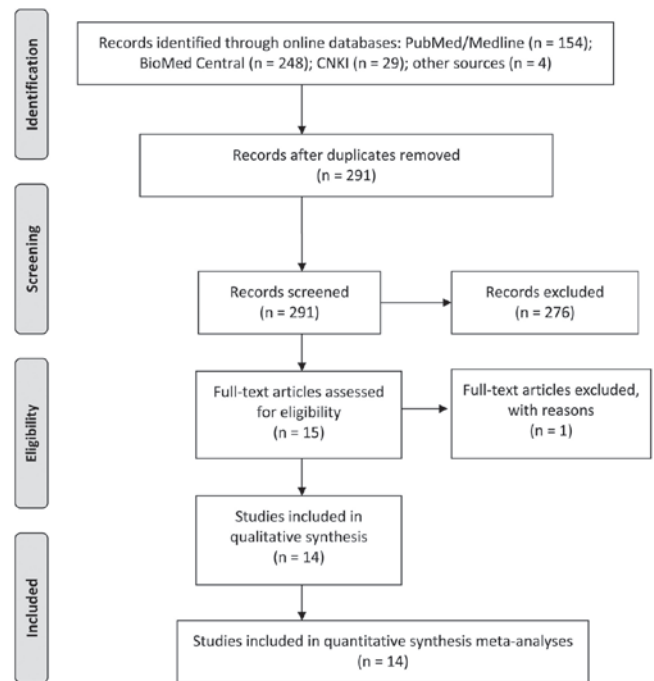 Identification
Records identified through online databases: PubMed/Medline (n = 154);
BioMed Central (n = 248); CNKI (n = 29); other sources (n = 4)
Records after duplicates removed
(n = 291)
Screening
Records screened
(n = 291)
Records excluded
(n = 276)
Eligibility
Full-text articles assessed
for eligibility
(n = 15)
Full-text articles excluded,
with reasons
(n = 1)
Studies included in
qualitative synthesis
(n = 14)
Included
Studies included in quantitative synthesis meta-analyses
(n = 14)